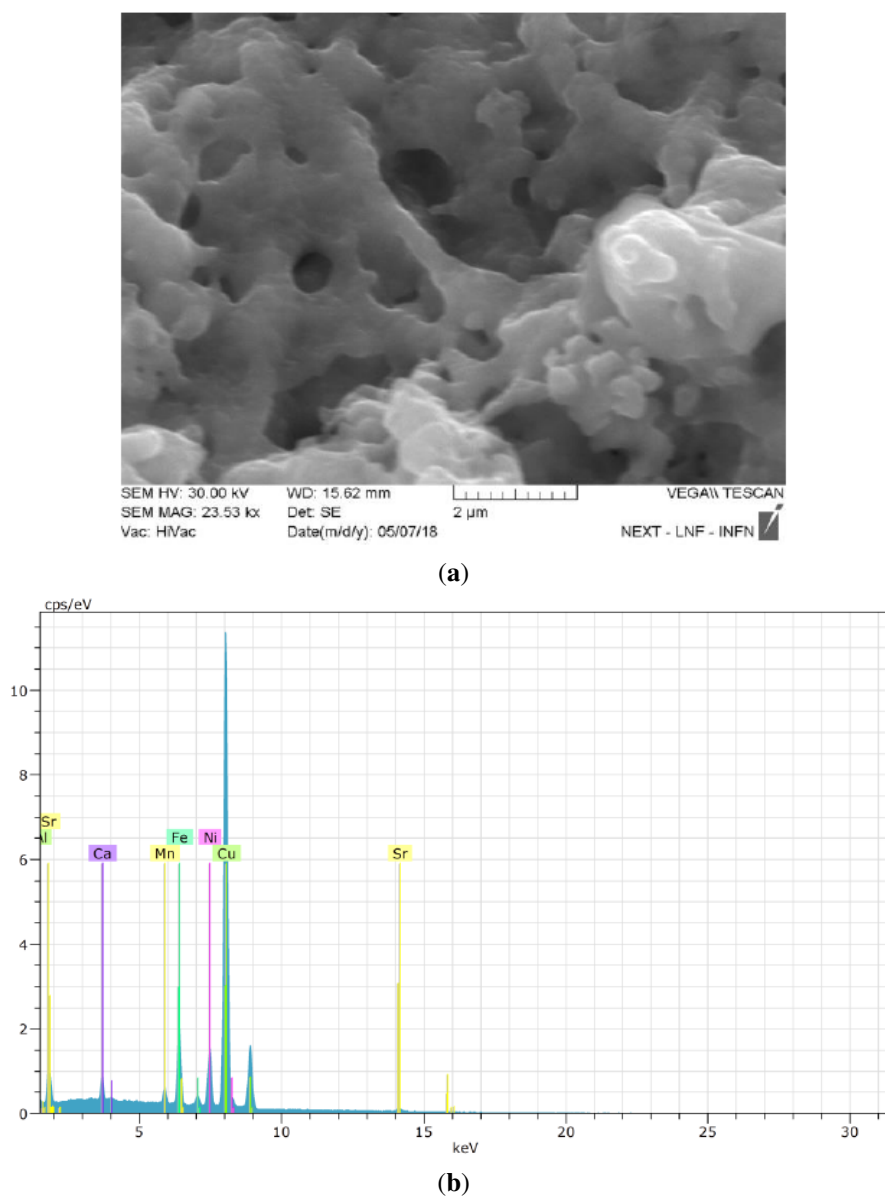 SEM HV: 30.00 kV WD: 15.62 mm VEGA\\ TESCAN
SEM MAG: 23.53 kx Det: SE 2 µm
Vac: HiVac Date(m/d/y): 05/07/18 NEXT - LNF - INFN
(a)
cps/eV
10
8
Sr
Al
Fe Ni
Ca Mn Cu Sr
6
4
2
0
5 10 15 20 25 30
keV
(b)